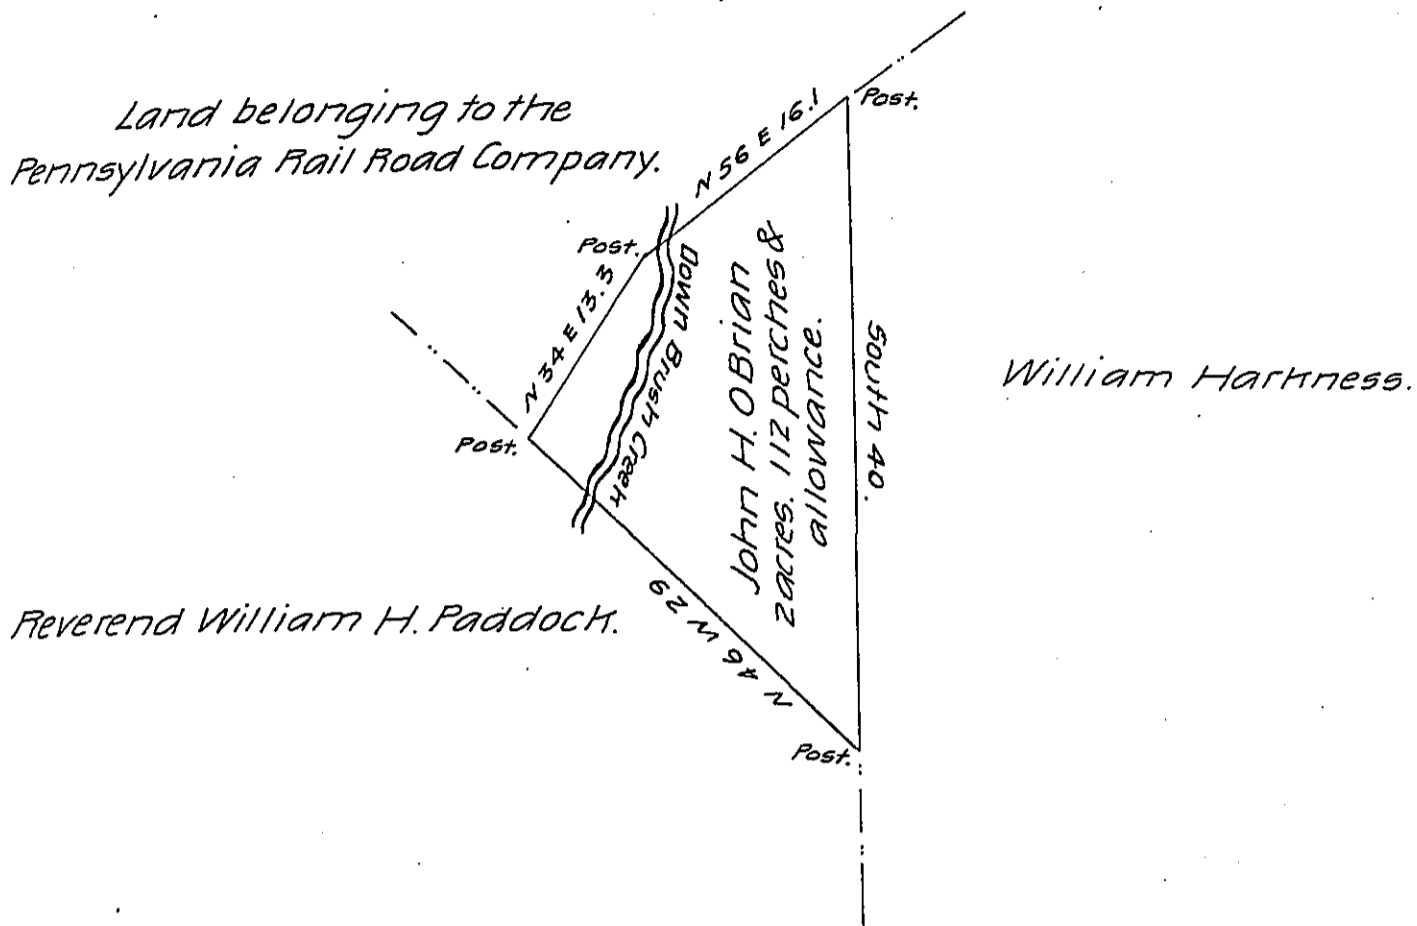 Land belonging to the
Pennsylvania Rail Road Company.
Post.
N 56 E 16.1
Post.
N 34 E 13.3
Post.
Down Brush Creek
John H. OBrian
2 acres. 112 perches &
allowance.
South 40.
William Harkness.
Reverend William H. Paddock.
N 46 W 29
Post.